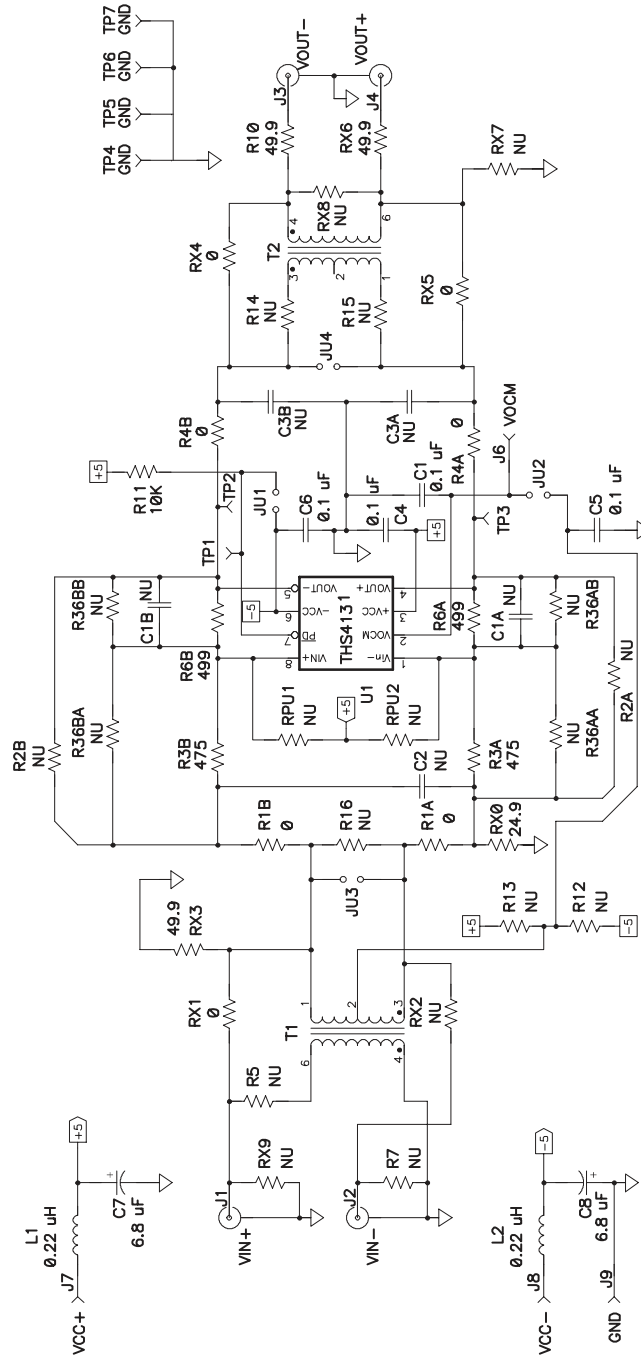 VCC+
J7
L1
0.22 uH
+5
C7
6.8 uF
+
VCC-
J8
L2
0.22 uH
-5
C8
6.8 uF
+
J9
GND
VIN+
J1
RX9
NU
VIN-
J2
R7
NU
R5
NU
RX1
0
49.9
RX3
T1
6
4
1
2
3
RX2
NU
JU3
+5
R13
NU
R12
NU
-5
R1B
0
R16
NU
R1A
0
RX0
24.9
R2B
NU
R36BA
NU
R36BB
NU
C1B
NU
R3B
475
R6B
499
RPU1
NU
+5
RPU2
NU
C2
NU
R3A
475
R6A
499
C1A
NU
R36AA
NU
R36AB
NU
R2A
NU
U1
THS4131
8
VIN+
7
PD
6
-VCC
5
VOUT-
1
Vin-
2
VOCM
3
+VCC
4
VOUT+
-5
TP1
TP2
TP3
+5
R11
10K
JU1
C6
0.1 uF
0.1 uF
C4
+5
C1
0.1 uF
R4B
0
R4A
0
C3B
NU
C3A
NU
J6
VOCM
JU2
C5
0.1 uF
JU4
R14
NU
R15
NU
RX4
0
RX5
0
T2
3
2
1
4
6
RX8
NU
R10
49.9
RX6
49.9
J3
VOUT-
J4
VOUT+
RX7
NU
TP4
GND
TP5
GND
TP6
GND
TP7
GND